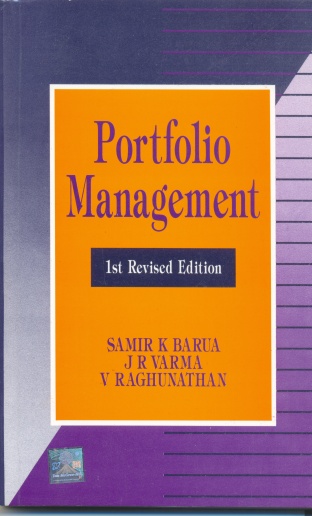 Portfolio
Management
1st Revised Edition
SAMIR K BARUA
J R VARMA
V RAGHUNATHAN